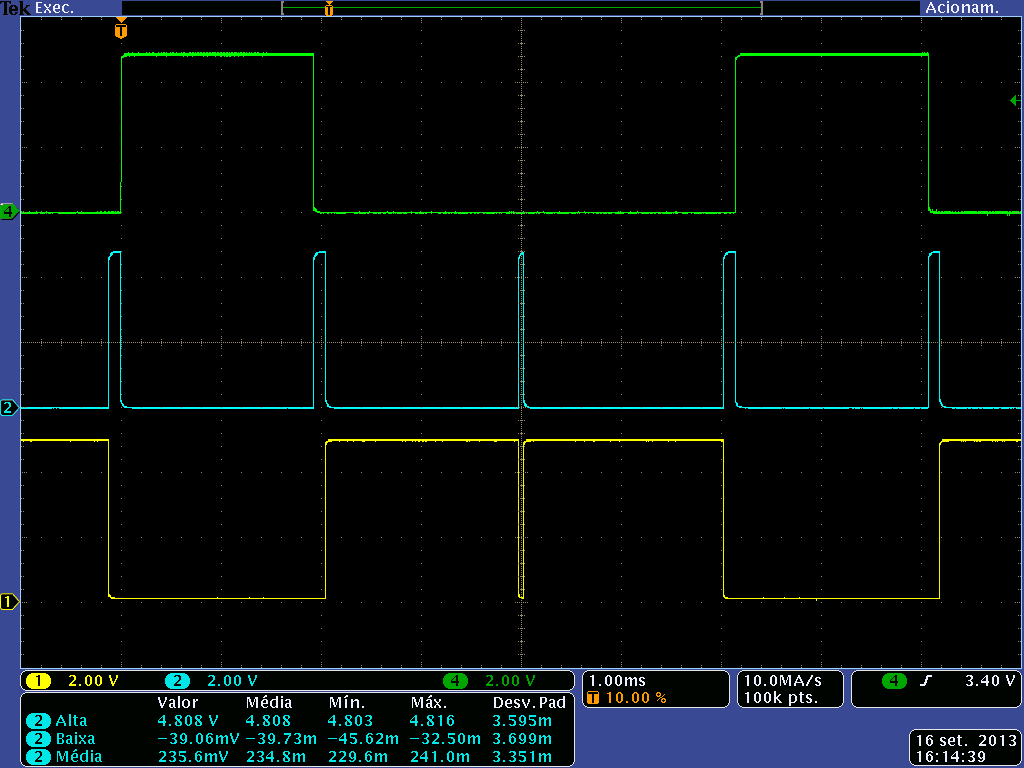 Tek Exec. Acionam.
T
T
4
2
1
1 2.00 V 2 2.00 V 4 2.00 V
1.00ms
T 10.00 %
10.0MA/s
100k pts.
4 3.40 V
Valor Média Mín. Máx. Desv.Pad
2 Alta 4.808 V 4.808 4.803 4.816 3.595m
2 Baixa −39.06mV −39.73m −45.62m −32.50m 3.699m
2 Média 235.6mV 234.8m 229.6m 241.0m 3.351m
16 set. 2013
16:14:39